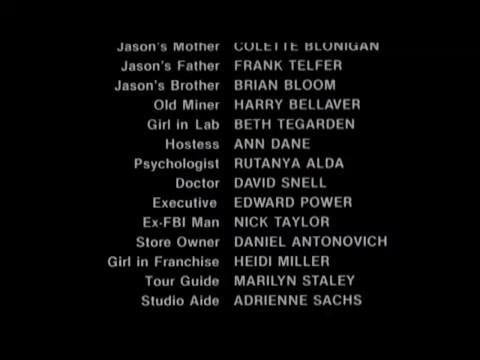 Jason's Mother COLETTE BLONIGAN
Jason's Father FRANK TELFER
Jason's Brother BRIAN BLOOM
Old Miner HARRY BELLAVER
Girl in Lab BETH TEGARDEN
Hostess ANN DANE
Psychologist RUTANYA ALDA
Doctor DAVID SNELL
Executive EDWARD POWER
Ex-FBI Man NICK TAYLOR
Store Owner DANIEL ANTONOVICH
Girl in Franchise HEIDI MILLER
Tour Guide MARILYN STALEY
Studio Aide ADRIENNE SACHS